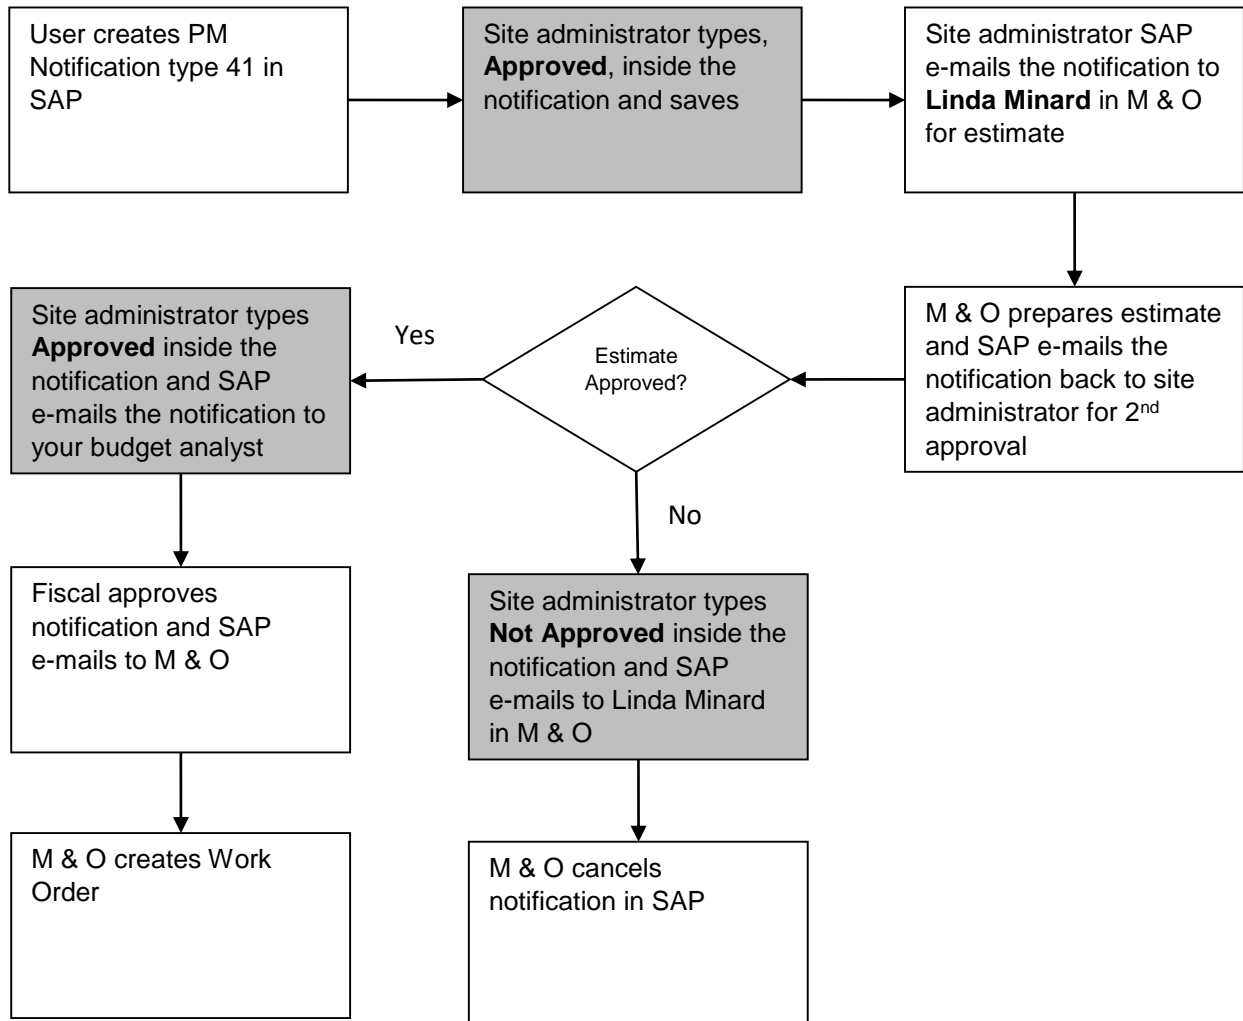 User creates PM
Notification type 41 in
SAP
Site administrator types,
Approved, inside the
notification and saves
Site administrator SAP
e-mails the notification to
Linda Minard in M & O
for estimate
M & O prepares estimate
and SAP e-mails the
notification back to site
administrator for 2nd
approval
Estimate
Approved?
Yes
Site administrator types
Approved inside the
notification and SAP
e-mails the notification to
your budget analyst
No
Fiscal approves
notification and SAP
e-mails to M & O
Site administrator types
Not Approved inside the
notification and SAP
e-mails to Linda Minard
in M & O
M & O creates Work
Order
M & O cancels
notification in SAP